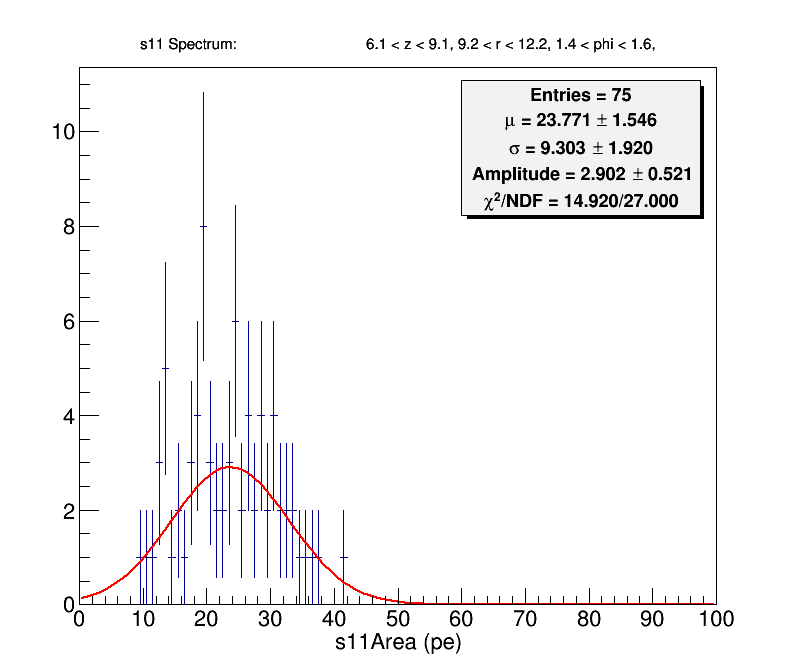 s11 Spectrum: 6.1 < z < 9.1, 9.2 < r < 12.2, 1.4 < phi < 1.6,
Entries = 75
μ = 23.771 ± 1.546
σ = 9.303 ± 1.920
Amplitude = 2.902 ± 0.521
χ²/NDF = 14.920/27.000
10
8
6
4
2
0
0 10 20 30 40 50 60 70 80 90 100
s11Area (pe)